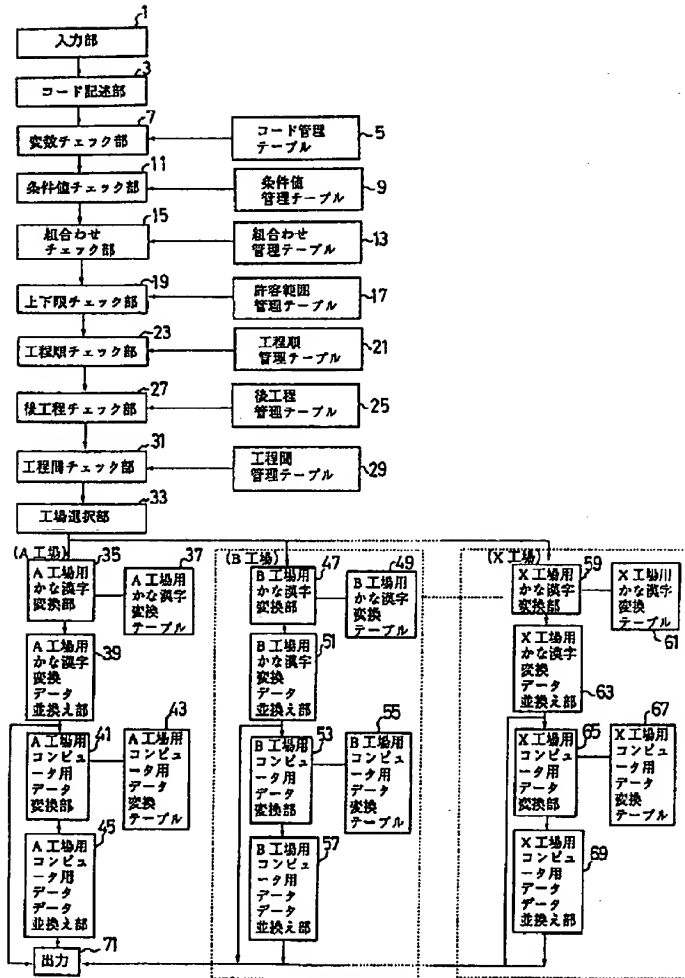 1
入力部
3
コード記述部
7
変数チェック部
コード管理
テーブル
5
11
条件値チェック部
条件値
管理テーブル
9
15
組合わせ
チェック部
組合わせ
管理テーブル
13
19
上下限チェック部
許容範囲
管理テーブル
17
23
工程順チェック部
工程順
管理テーブル
21
27
後工程チェック部
後工程
管理テーブル
25
31
工程間チェック部
工程間
管理テーブル
29
33
工場選択部
(A工場)
35
A工場用
かな漢字
変換部
37
A工場用
かな漢字
変換
テーブル
39
A工場用
かな漢字
変換
データ
並換え部
41
A工場用
コンピュ
ータ用
データ
変換部
43
A工場用
コンピュ
ータ用
データ
変換
テーブル
45
A工場用
コンピュ
ータ用
データ
データ
並換え部
71
出力
(B工場)
47
B工場用
かな漢字
変換部
49
B工場用
かな漢字
変換
テーブル
51
B工場用
かな漢字
変換
データ
並換え部
53
B工場用
コンピュ
ータ用
データ
変換部
55
B工場用
コンピュ
ータ用
データ
変換
テーブル
57
B工場用
コンピュ
ータ用
データ
データ
並換え部
(X工場)
59
X工場用
かな漢字
変換部
X工場用
かな漢字
変換
テーブル
61
X工場用
かな漢字
変換
データ
並換え部
63
65
X工場用
コンピュ
ータ用
データ
変換部
67
X工場用
コンピュ
ータ用
データ
変換
テーブル
X工場用
コンピュ
ータ用
データ
データ
並換え部
69